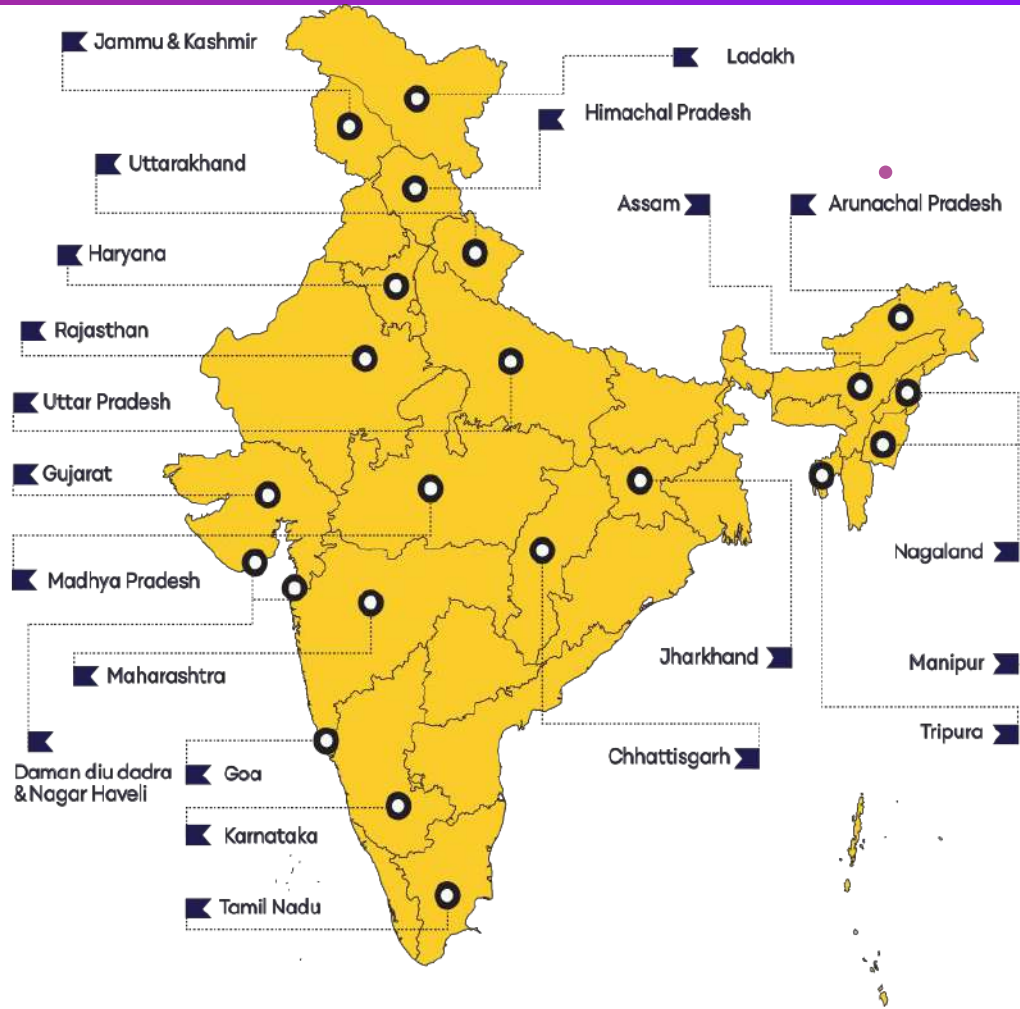 Jammu & Kashmir
Ladakh
Himachal Pradesh
Uttarakhand
Assam
Arunachal Pradesh
Haryana
Rajasthan
Uttar Pradesh
Gujarat
Nagaland
Madhya Pradesh
Jharkhand
Manipur
Maharashtra
Tripura
Chhattisgarh
Daman diu dadra
& Nagar Haveli
Goa
Karnataka
Tamil Nadu